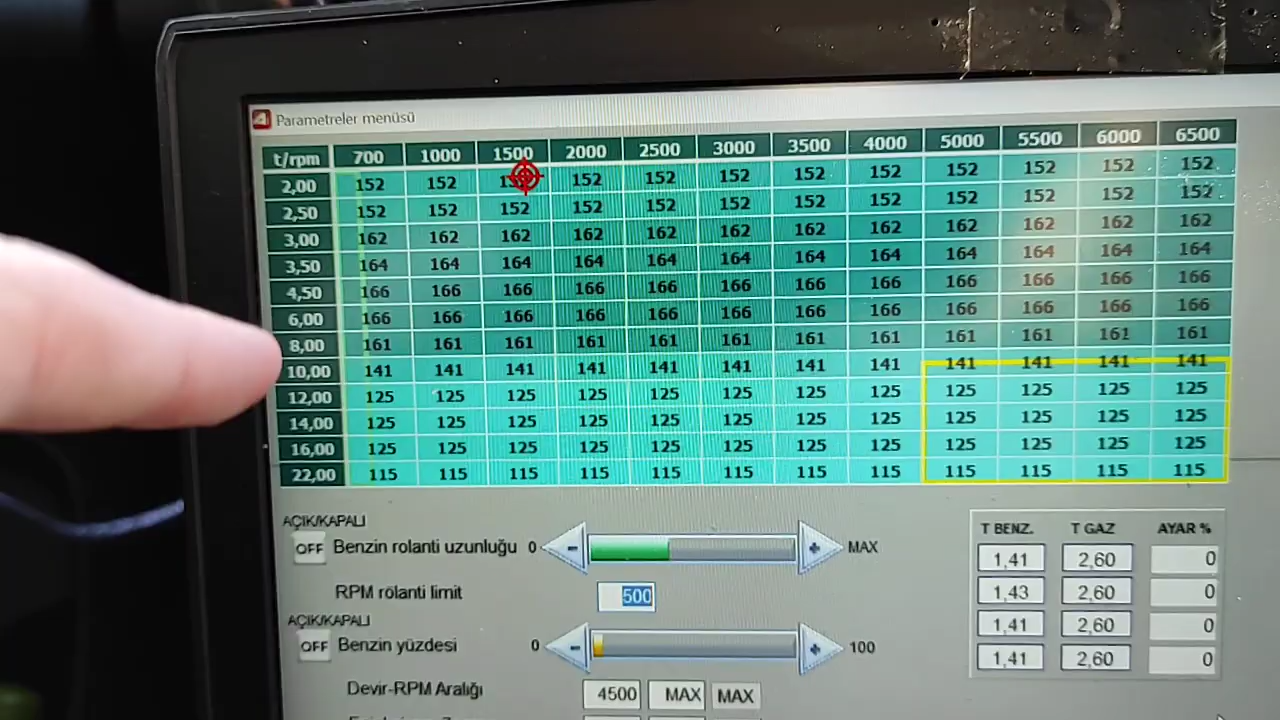 Parametreler menüsü
t/rpm 700 1000 1500 2000 2500 3000 3500 4000 5000 5500 6000 6500
2,00 152 152 152 152 152 152 152 152 152 152 152
2,50 152 152 152 152 152 152 152 152 152 152 152 152
3,00 162 162 162 162 162 162 162 162 162 162 162 162
3,50 164 164 164 164 164 164 164 164 164 164 164 164
4,50 166 166 166 166 166 166 166 166 166 166 166 166
6,00 166 166 166 166 166 166 166 166 166 166 166 166
8,00 161 161 161 161 161 161 161 161 161 161 161 161
10,00 141 141 141 141 141 141 141 141 141 141 141 141
12,00 125 125 125 125 125 125 125 125 125 125 125 125
14,00 125 125 125 125 125 125 125 125 125 125 125 125
16,00 125 125 125 125 125 125 125 125 125 125 125 125
22,00 115 115 115 115 115 115 115 115 115 115 115 115
AÇIK/KAPALI
OFF Benzin rolanti uzunluğu 0 - + MAX
RPM rölanti limit 500
AÇIK/KAPALI
OFF Benzin yüzdesi 0 - + 100
Devir-RPM Aralığı 4500 MAX MAX
T BENZ. T GAZ AYAR %
1,41 2,60 0
1,43 2,60 0
1,41 2,60 0
1,41 2,60 0